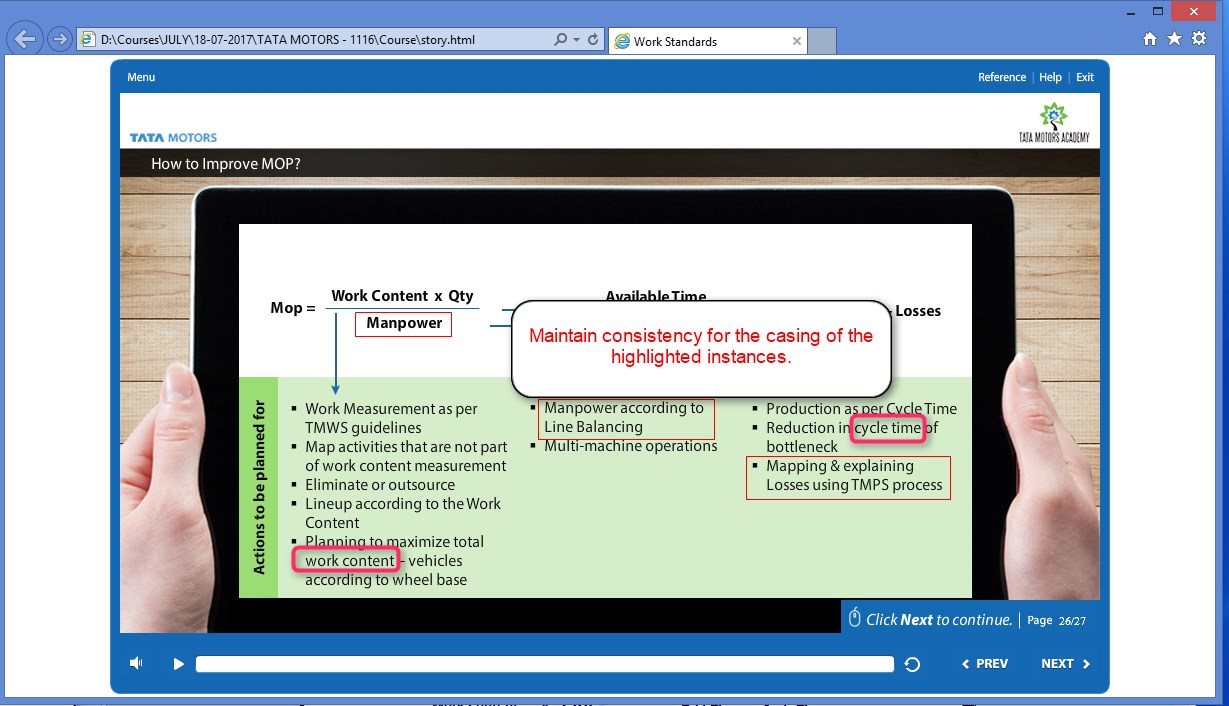 D:\Courses\JULY\18-07-2017\TATA MOTORS - 1116\Course\story.html
Work Standards
Menu
Reference | Help | Exit
TATA MOTORS
TATA MOTORS ACADEMY
How to Improve MOP?
Mop =
Work Content x Qty
Manpower
Available Time
- Losses
Maintain consistency for the casing of the
highlighted instances.
Actions to be planned for
▪ Work Measurement as per
TMWS guidelines
▪ Map activities that are not part
of work content measurement
▪ Eliminate or outsource
▪ Lineup according to the Work
Content
▪ Planning to maximize total
work content - vehicles
according to wheel base
▪ Manpower according to
Line Balancing
▪ Multi-machine operations
▪ Production as per Cycle Time
▪ Reduction in cycle time of
bottleneck
▪ Mapping & explaining
Losses using TMPS process
Click Next to continue. | Page 26/27
PREV
NEXT